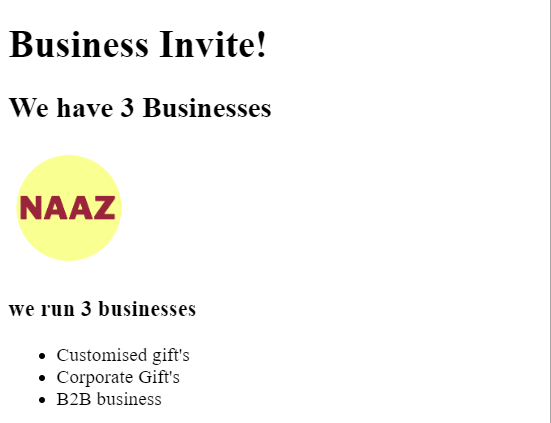 Business Invite!
We have 3 Businesses
NAAZ
we run 3 businesses
Customised gift's
Corporate Gift's
B2B business